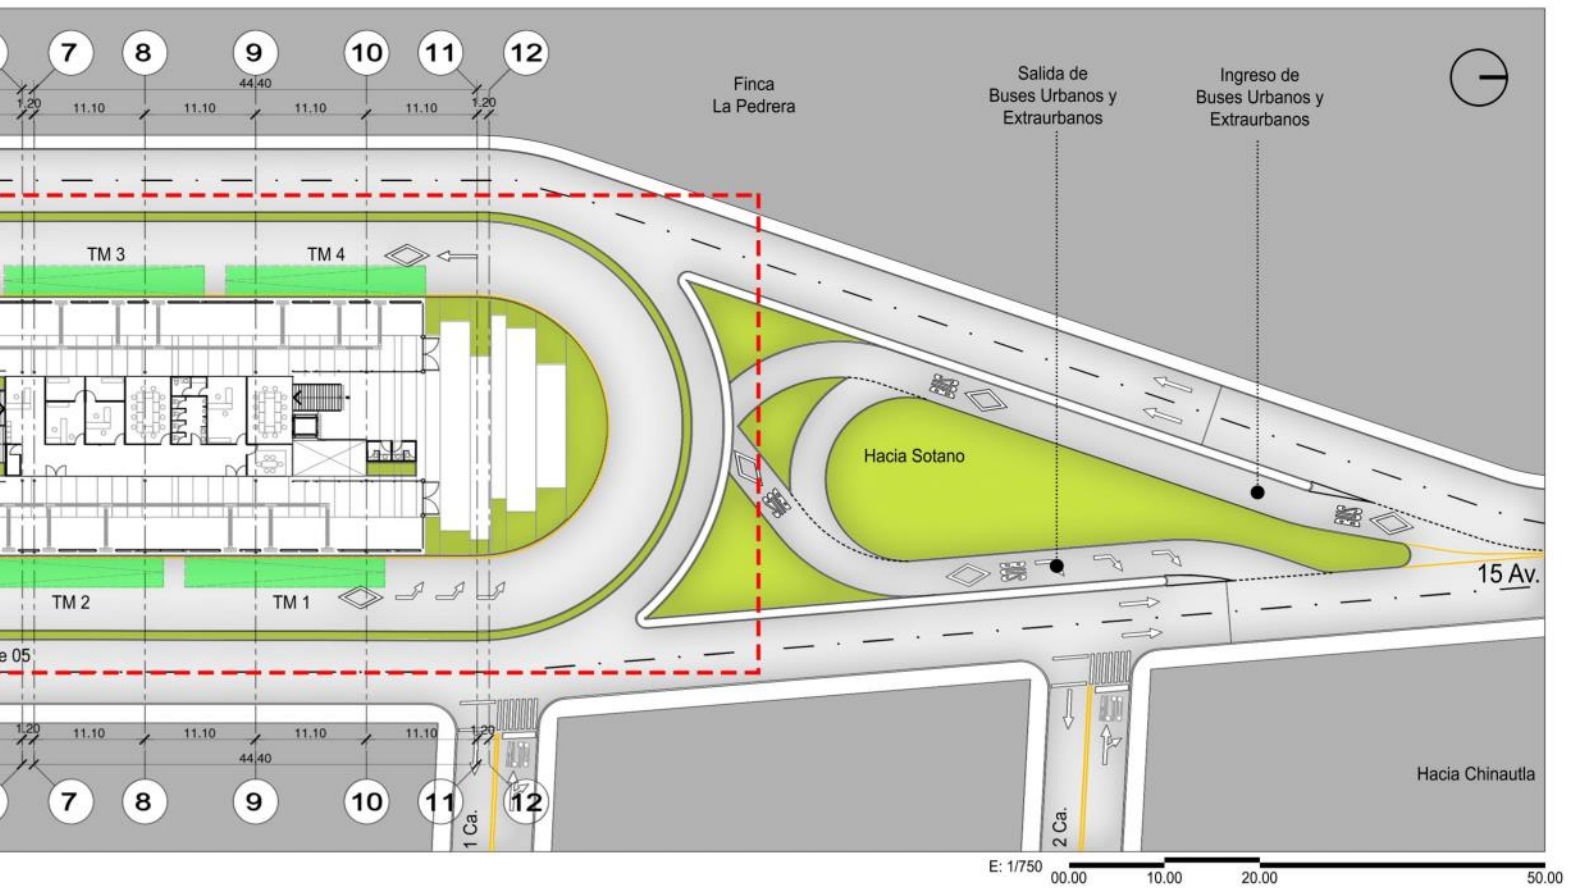 7 8 9 10 11 12
44.40
1.20 11.10 11.10 11.10 11.10 1.20
Finca
La Pedrera
Salida de
Buses Urbanos y
Extraurbanos
Ingreso de
Buses Urbanos y
Extraurbanos
TM 3
TM 4
Hacia Sotano
15 Av.
TM 2
TM 1
e 05
1.20 11.10 11.10 11.10 11.10 1.20
44.40
7 8 9 10 11 12
1 Ca.
2 Ca.
Hacia Chinautla
E: 1/750
00.00 10.00 20.00 50.00